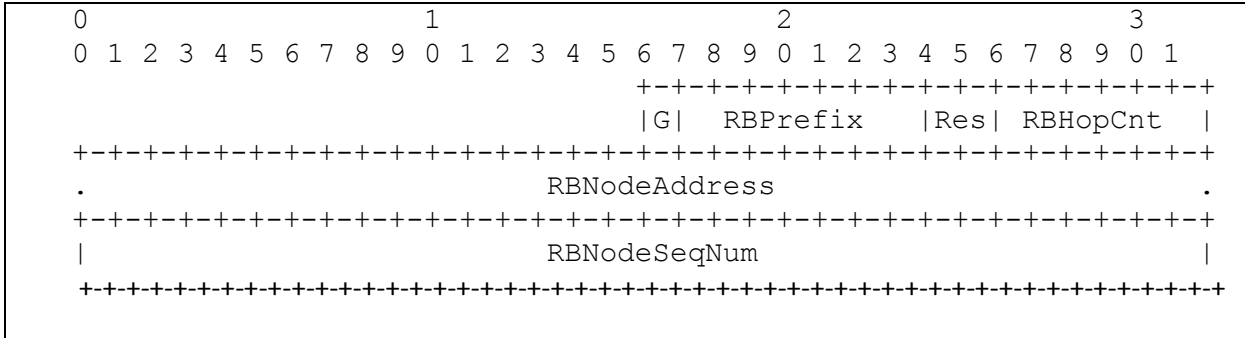 0 1 2 3
0 1 2 3 4 5 6 7 8 9 0 1 2 3 4 5 6 7 8 9 0 1 2 3 4 5 6 7 8 9 0 1
+-+-+-+-+-+-+-+-+-+-+-+-+-+-+-+-+
|G| RBPrefix |Res| RBHopCnt |
+-+-+-+-+-+-+-+-+-+-+-+-+-+-+-+-+-+-+-+-+-+-+-+-+-+-+-+-+-+-+-+-+
. RBNodeAddress .
+-+-+-+-+-+-+-+-+-+-+-+-+-+-+-+-+-+-+-+-+-+-+-+-+-+-+-+-+-+-+-+-+
| RBNodeSeqNum |
+-+-+-+-+-+-+-+-+-+-+-+-+-+-+-+-+-+-+-+-+-+-+-+-+-+-+-+-+-+-+-+-+-+-+-+-+-+-+-+-+-+-+-+-+-+-+-+-+